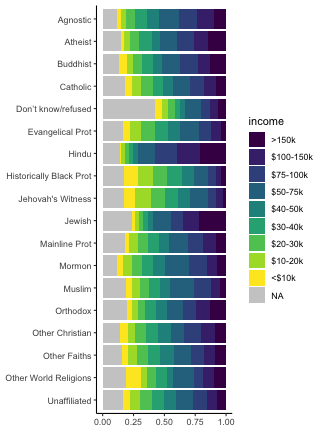 Agnostic
Atheist
Buddhist
Catholic
Don't know/refused
Evangelical Prot
Hindu
Historically Black Prot
Jehovah's Witness
Jewish
Mainline Prot
Mormon
Muslim
Orthodox
Other Christian
Other Faiths
Other World Religions
Unaffiliated
0.00 0.25 0.50 0.75 1.00
income
>150k
$100-150k
$75-100k
$50-75k
$40-50k
$30-40k
$20-30k
$10-20k
<$10k
NA